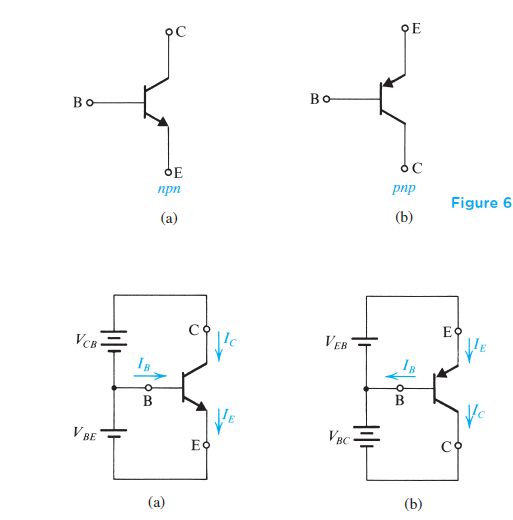 C
B
E
npn
(a)
E
B
C
pnp
(b)
Figure 6
V_CB
I_B
C
I_C
B
V_BE
I_E
E
(a)
V_EB
I_B
E
I_E
B
V_BC
I_C
C
(b)